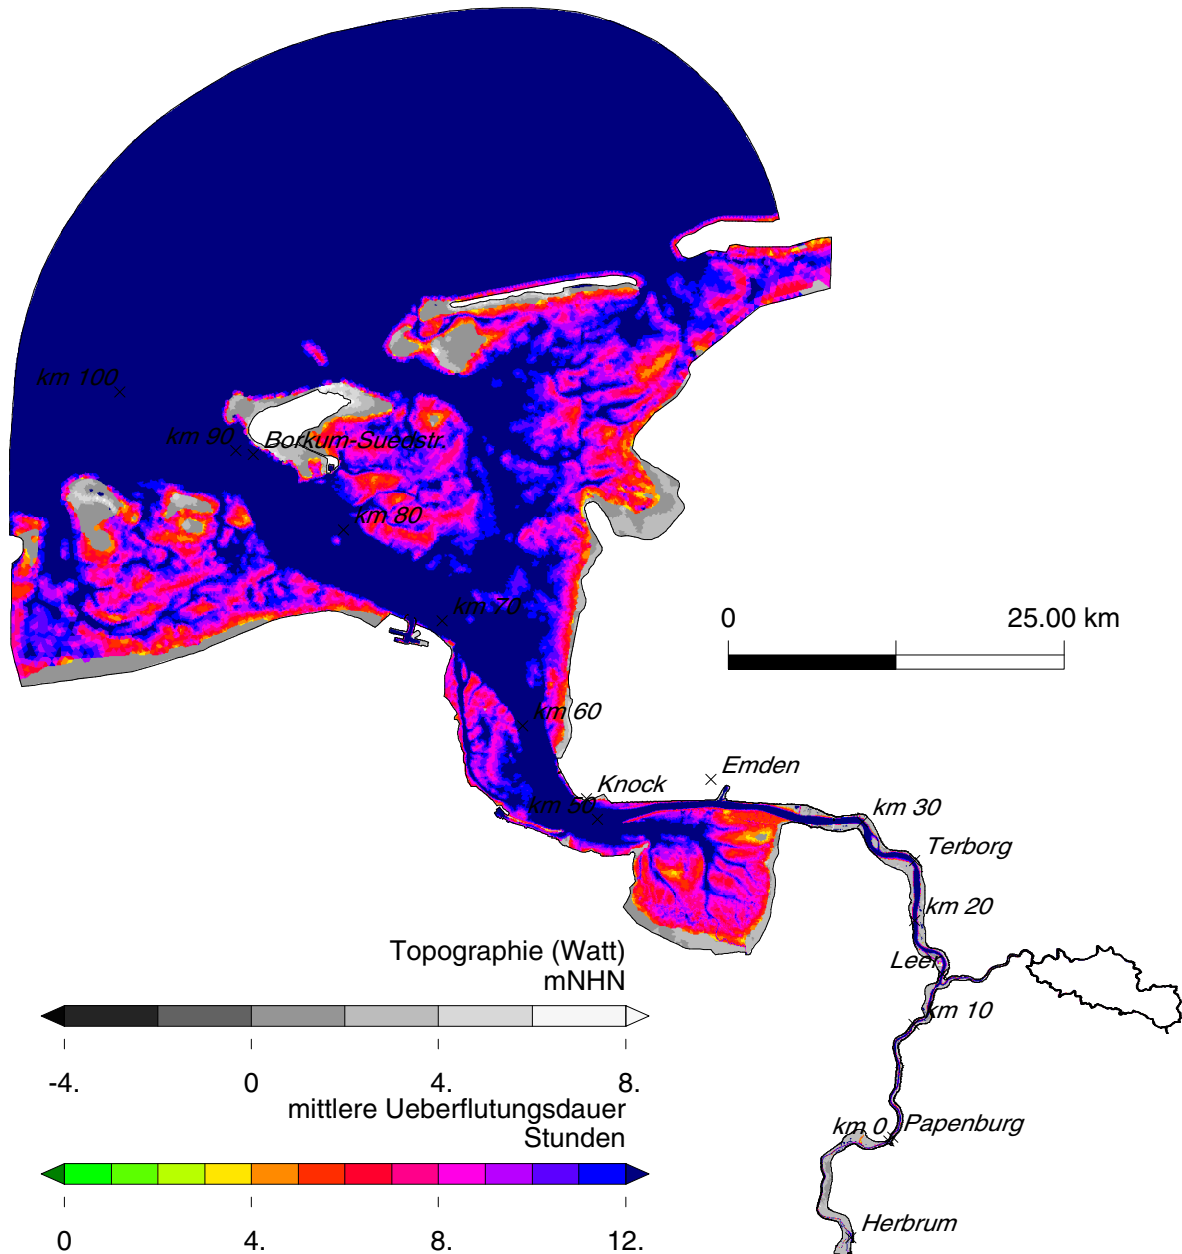 km 100
km 90
Borkum-Suedstr.
km 80
km 70
0
25.00 km
km 60
Emden
Knock
km 50
km 30
Terborg
km 20
Leer
km 10
Topographie (Watt)
mNHN
-4.
0
4.
8.
mittlere Ueberflutungsdauer
Stunden
0
4.
8.
12.
km 0
Papenburg
Herbrum